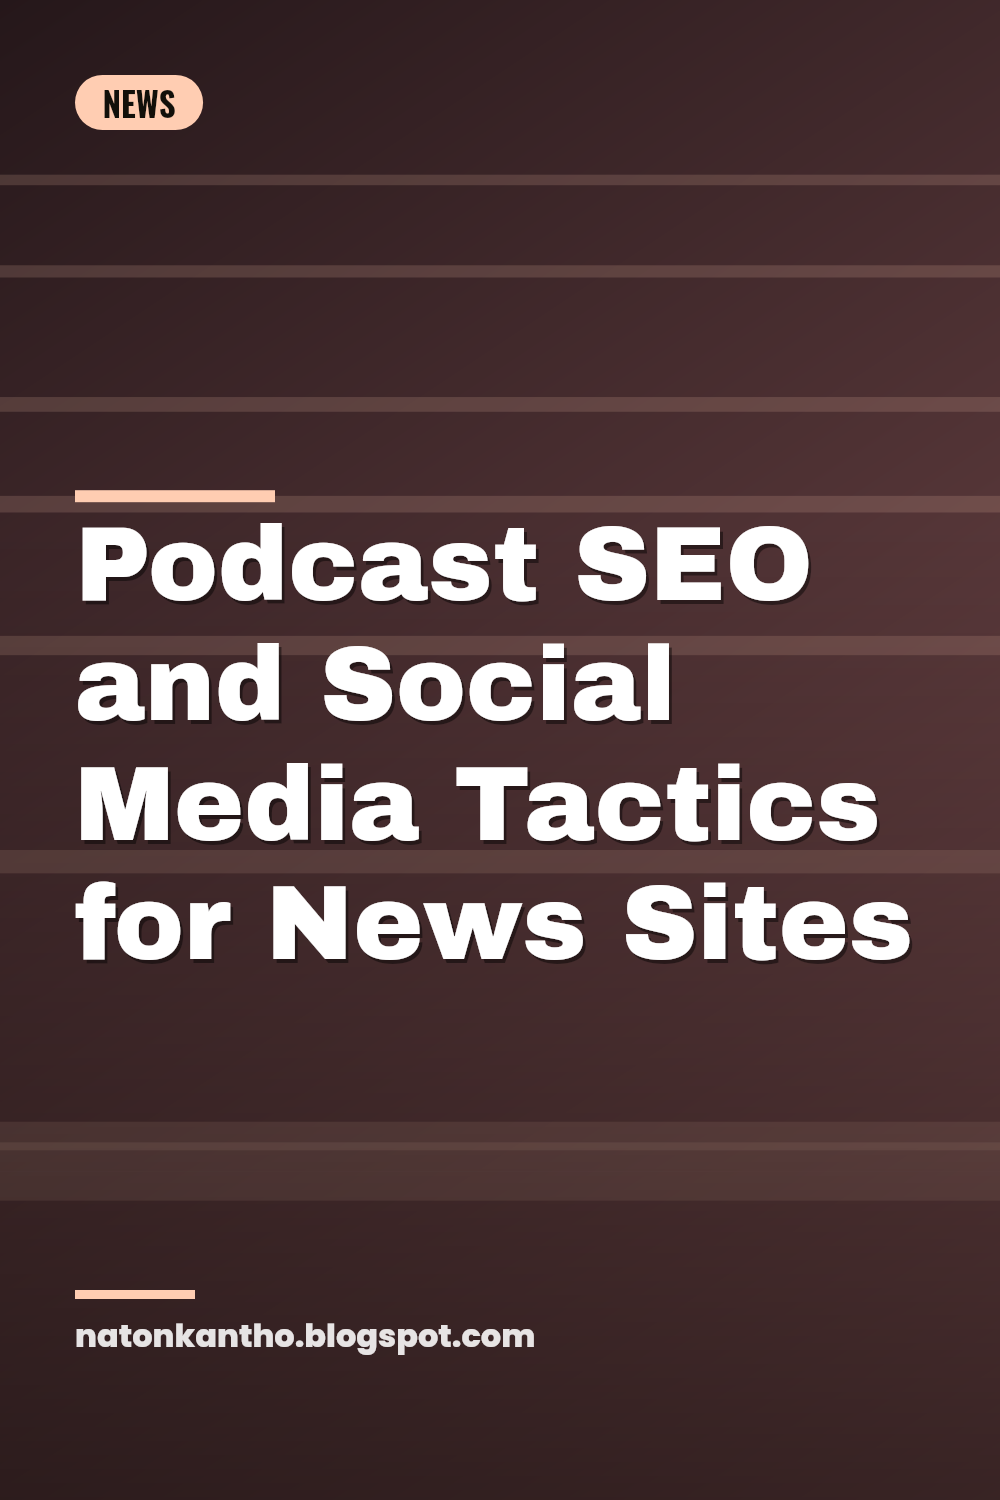 NEWS
Podcast SEO
and Social
Media Tactics
for News Sites
natonkantho.blogspot.com